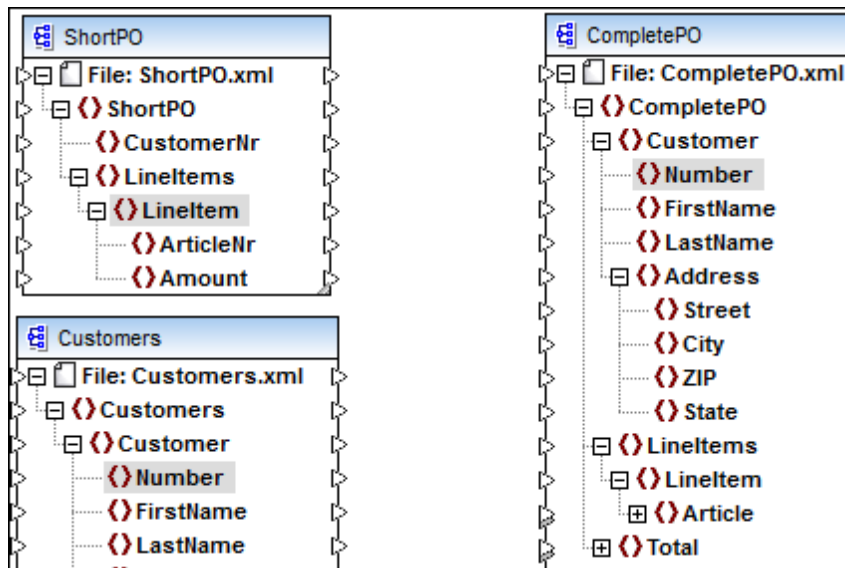 ShortPO
File: ShortPO.xml
ShortPO
CustomerNr
LineItems
LineItem
ArticleNr
Amount
Customers
File: Customers.xml
Customers
Customer
Number
FirstName
LastName
CompletePO
File: CompletePO.xml
CompletePO
Customer
Number
FirstName
LastName
Address
Street
City
ZIP
State
LineItems
LineItem
Article
Total